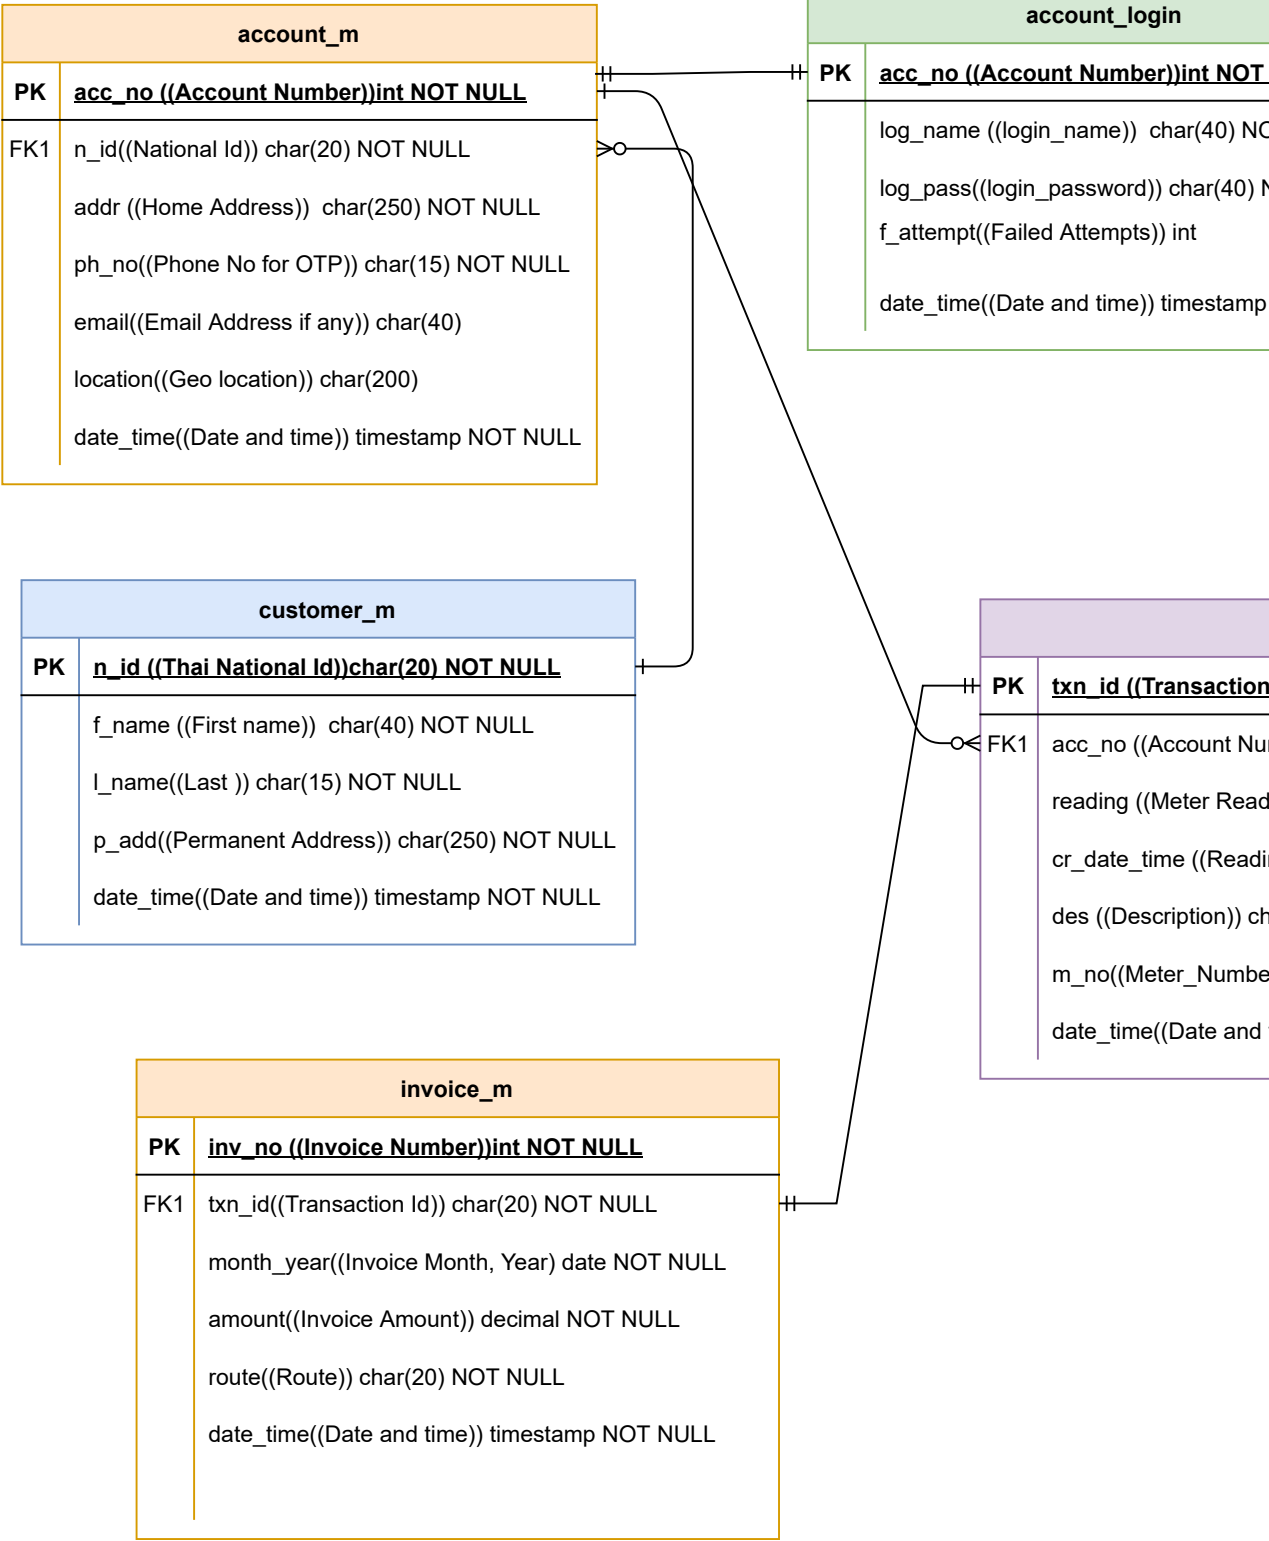 account_m
PK acc_no ((Account Number))int NOT NULL
FK1 n_id((National Id)) char(20) NOT NULL
addr ((Home Address)) char(250) NOT NULL
ph_no((Phone No for OTP)) char(15) NOT NULL
email((Email Address if any)) char(40)
location((Geo location)) char(200)
date_time((Date and time)) timestamp NOT NULL
account_login
PK acc_no ((Account Number))int NOT
log_name ((login_name)) char(40)
log_pass((login_password)) char(40)
f_attempt((Failed Attempts)) int
date_time((Date and time)) timestamp
customer_m
PK n_id ((Thai National Id))char(20) NOT NULL
f_name ((First name)) char(40) NOT NULL
l_name((Last )) char(15) NOT NULL
p_add((Permanent Address)) char(250) NOT NULL
date_time((Date and time)) timestamp NOT NULL
PK txn_id ((Transaction
FK1 acc_no ((Account
reading ((Meter
cr_date_time
des ((Description))
m_no((Meter_Numbe
date_time((Date and
invoice_m
PK inv_no ((Invoice Number))int NOT NULL
FK1 txn_id((Transaction Id)) char(20) NOT NULL
month_year((Invoice Month, Year) date NOT NULL
amount((Invoice Amount)) decimal NOT NULL
route((Route)) char(20) NOT NULL
date_time((Date and time)) timestamp NOT NULL